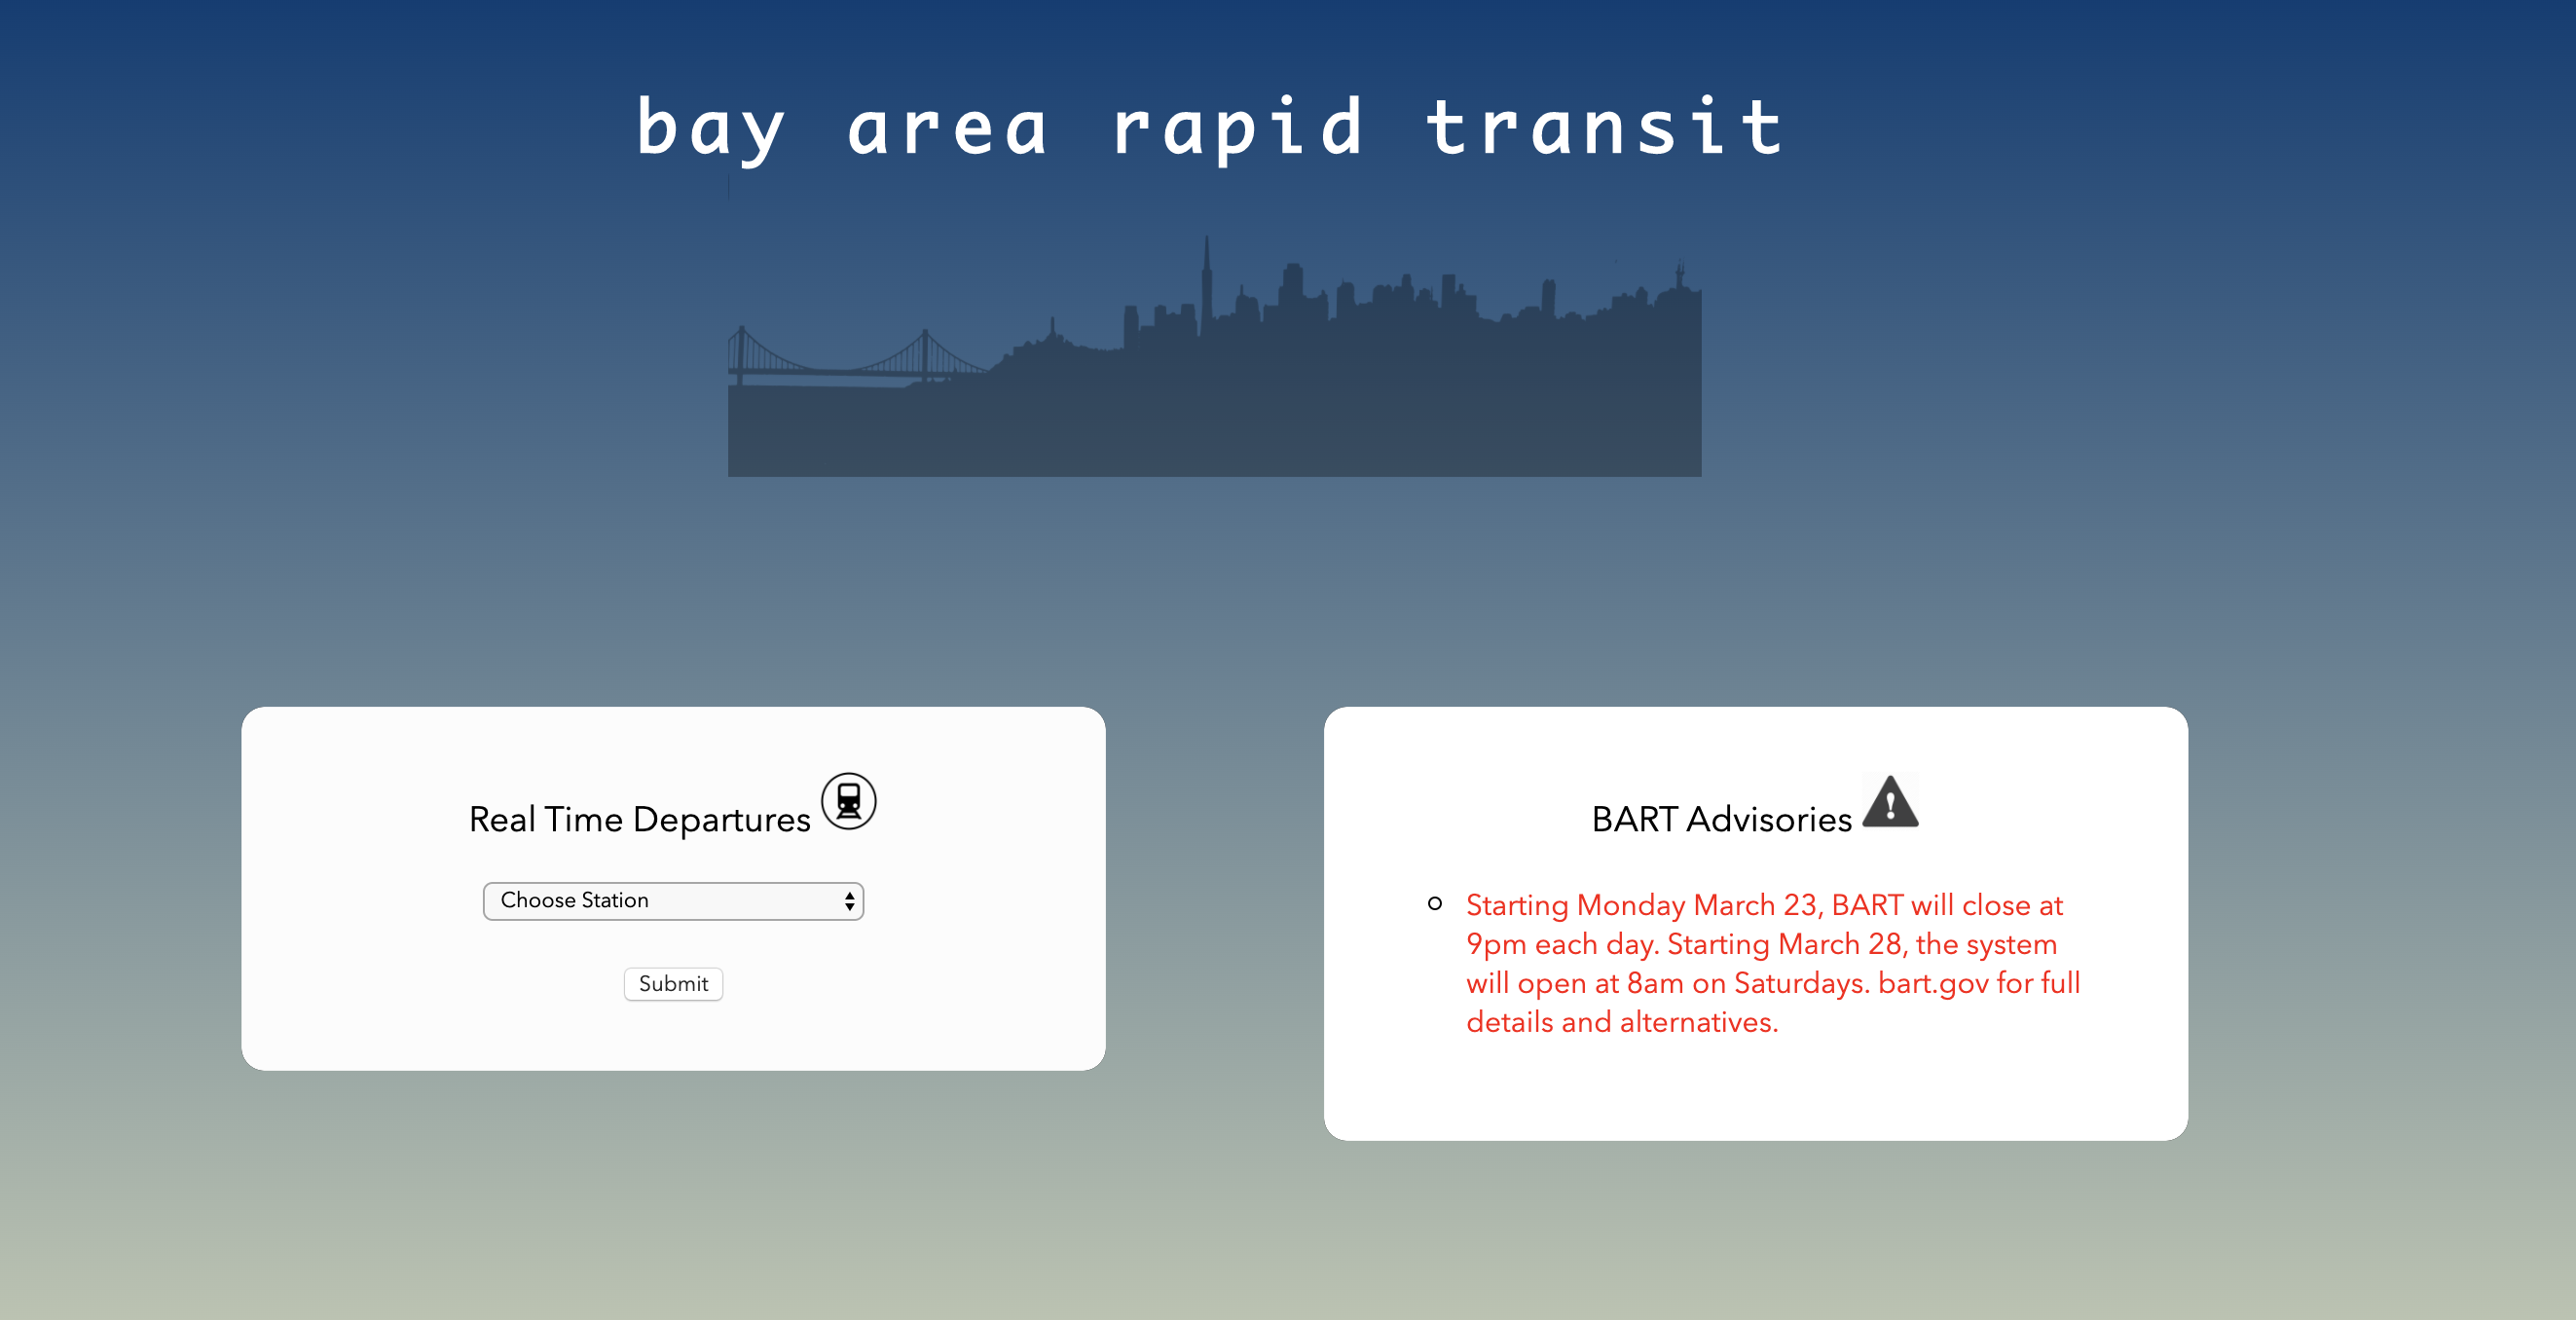 bay area rapid transit
Real Time Departures
Choose Station
Submit
BART Advisories
Starting Monday March 23, BART will close at
9pm each day. Starting March 28, the system
will open at 8am on Saturdays. bart.gov for full
details and alternatives.